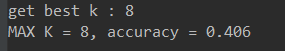 get best k : 8
MAX K = 8, accuracy = 0.406